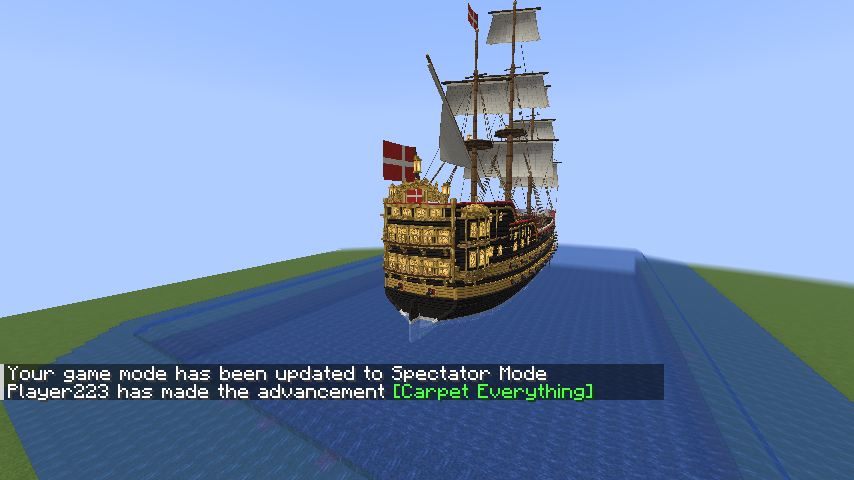 Your game mode has been updated to Spectator Mode
Player223 has made the advancement [Carpet Everything]